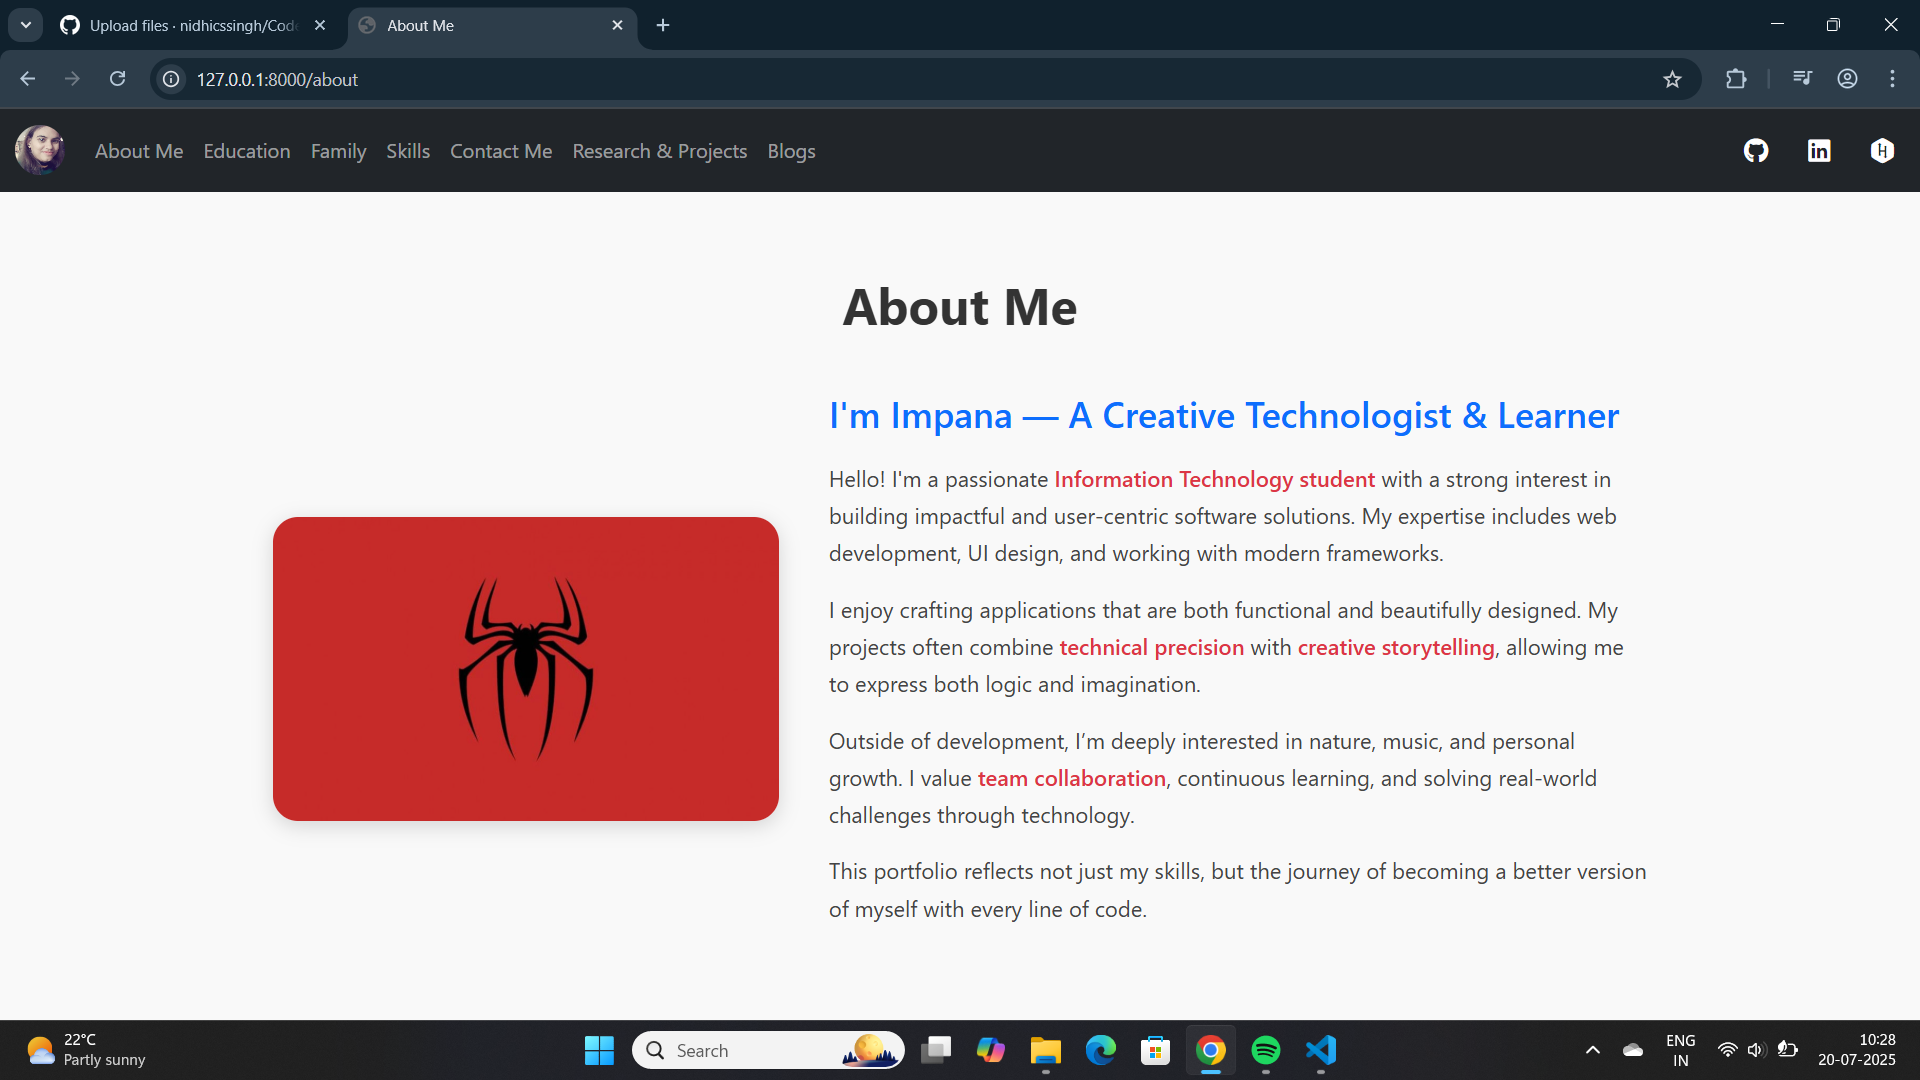 Upload files · nidhicssingh/Cod
About Me
127.0.0.1:8000/about
About Me Education Family Skills Contact Me Research & Projects Blogs
About Me
I'm Impana — A Creative Technologist & Learner
Hello! I'm a passionate Information Technology student with a strong interest in
building impactful and user-centric software solutions. My expertise includes web
development, UI design, and working with modern frameworks.
I enjoy crafting applications that are both functional and beautifully designed. My
projects often combine technical precision with creative storytelling, allowing me
to express both logic and imagination.
Outside of development, I’m deeply interested in nature, music, and personal
growth. I value team collaboration, continuous learning, and solving real-world
challenges through technology.
This portfolio reflects not just my skills, but the journey of becoming a better version
of myself with every line of code.
22°C
Partly sunny
Search
ENG
IN
10:28
20-07-2025